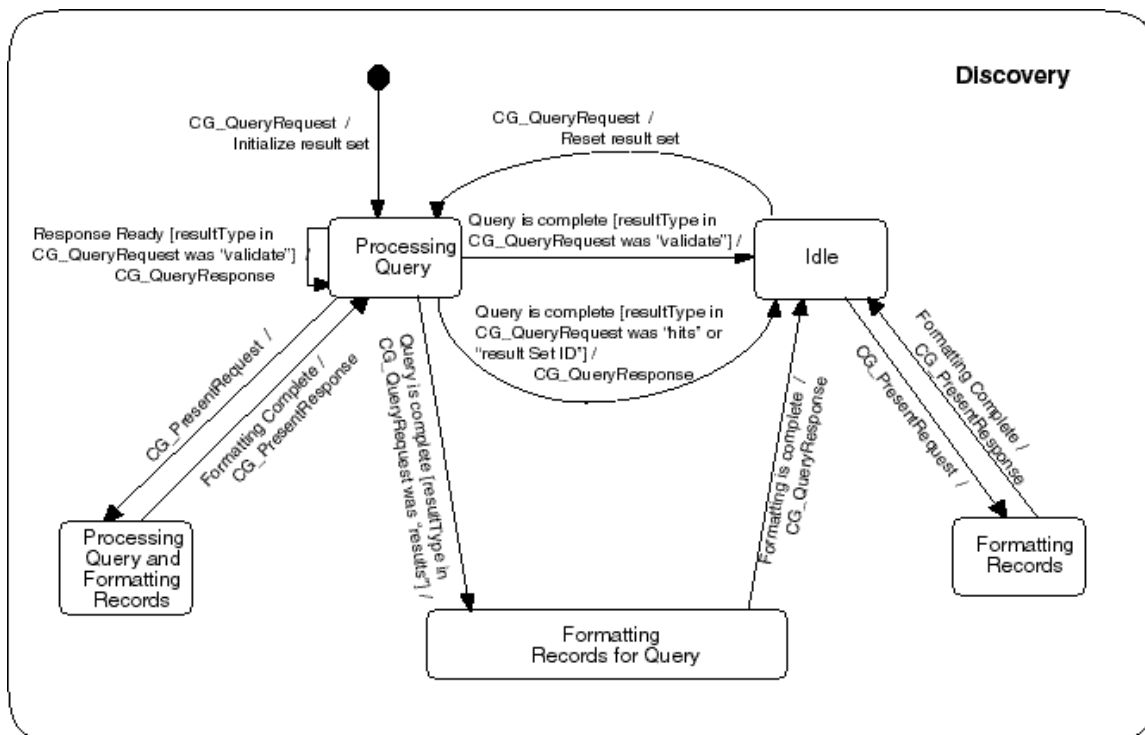 Discovery
CG_QueryRequest /
Initialize result set
CG_QueryRequest /
Reset result set
Response Ready [resultType in
CG_QueryRequest was “validate”] /
CG_QueryResponse
Processing
Query
Query is complete [resultType in
CG_QueryRequest was “validate”] /
Idle
Query is complete [resultType in
CG_QueryRequest was “hits” or
“result Set ID”] /
CG_QueryResponse
CG_PresentRequest /
Formatting Complete /
CG_PresentResponse
Query is complete [resultType in
CG_QueryRequest was “results”] /
Formatting is complete /
CG_QueryResponse
CG_PresentRequest /
Formatting Complete /
CG_PresentResponse
Processing
Query and
Formatting
Records
Formatting
Records for Query
Formatting
Records